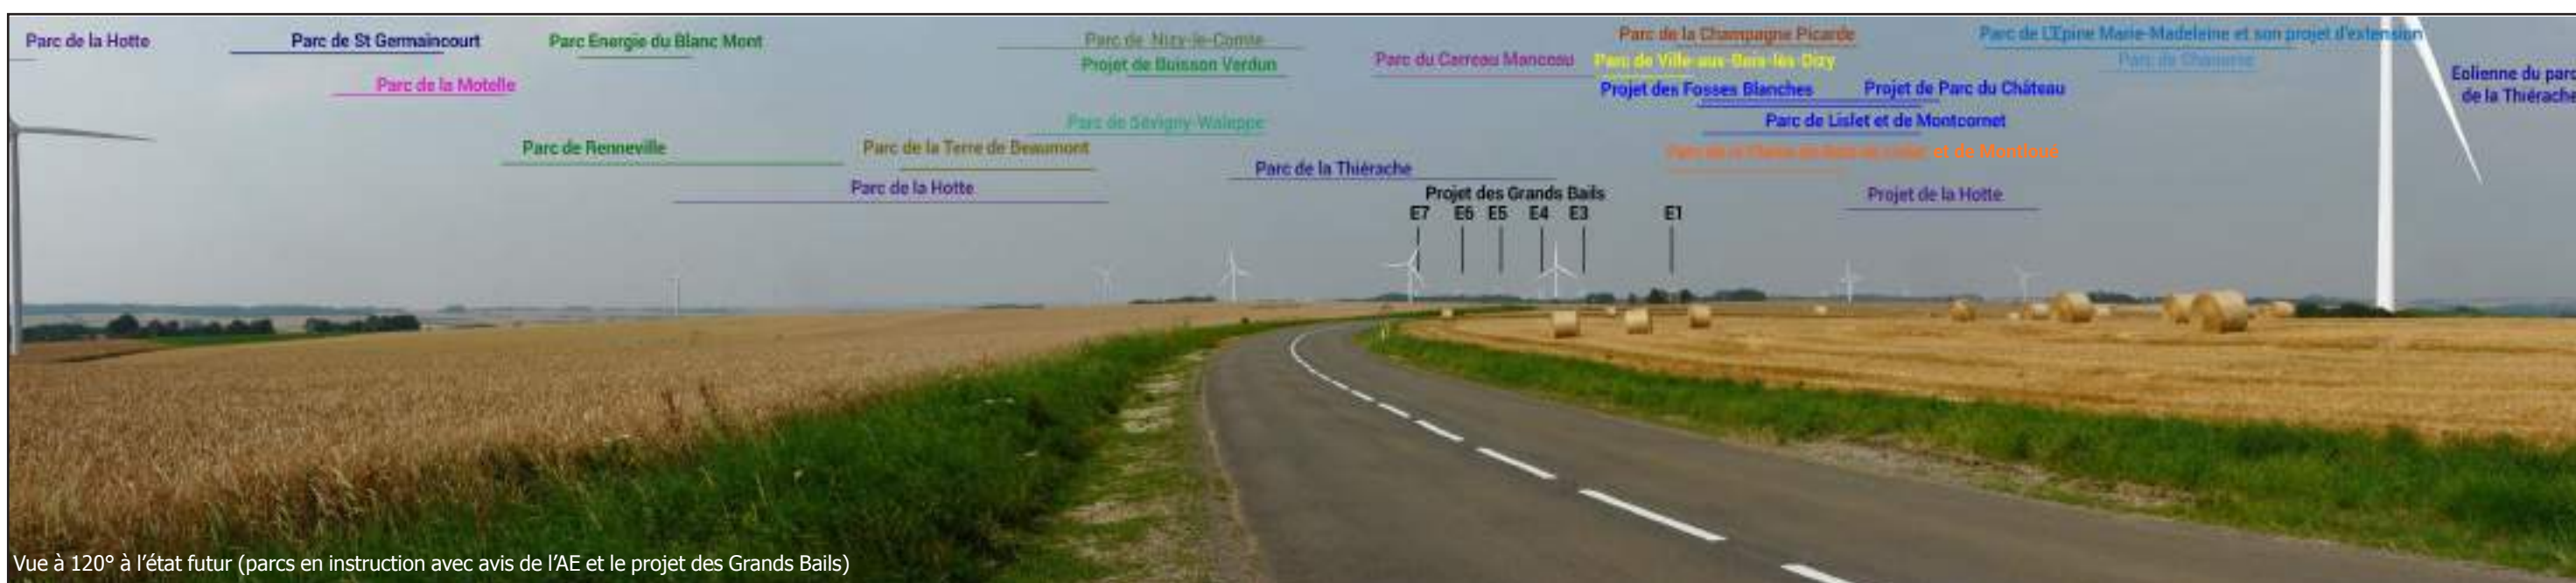 Parc de la Hotte
Parc de St Germaincourt
Parc Energie du Blanc Mont
Parc de Nizy-le-Comte
Parc de la Champagne Picarde
Parc de L'Epine Marie-Madeleine et son projet d'extension
Projet de Buisson Verdun
Parc du Carreau Manceau
Parc de Ville-aux-Bois-lès-Dizy
Eolienne du parc
de la Thiérache
Parc de la Motelle
Projet des Fosses Blanches
Projet de Parc du Château
Parc de Sévigny-Waleppe
Parc de Lislet et de Montcornet
Parc de Renneville
Parc de la Terre de Beaumont
et de Montloué
Parc de la Thiérache
Parc de la Hotte
Projet des Grands Bails
Projet de la Hotte
E7 E6 E5 E4 E3 E1
Vue à 120° à l'état futur (parcs en instruction avec avis de l'AE et le projet des Grands Bails)